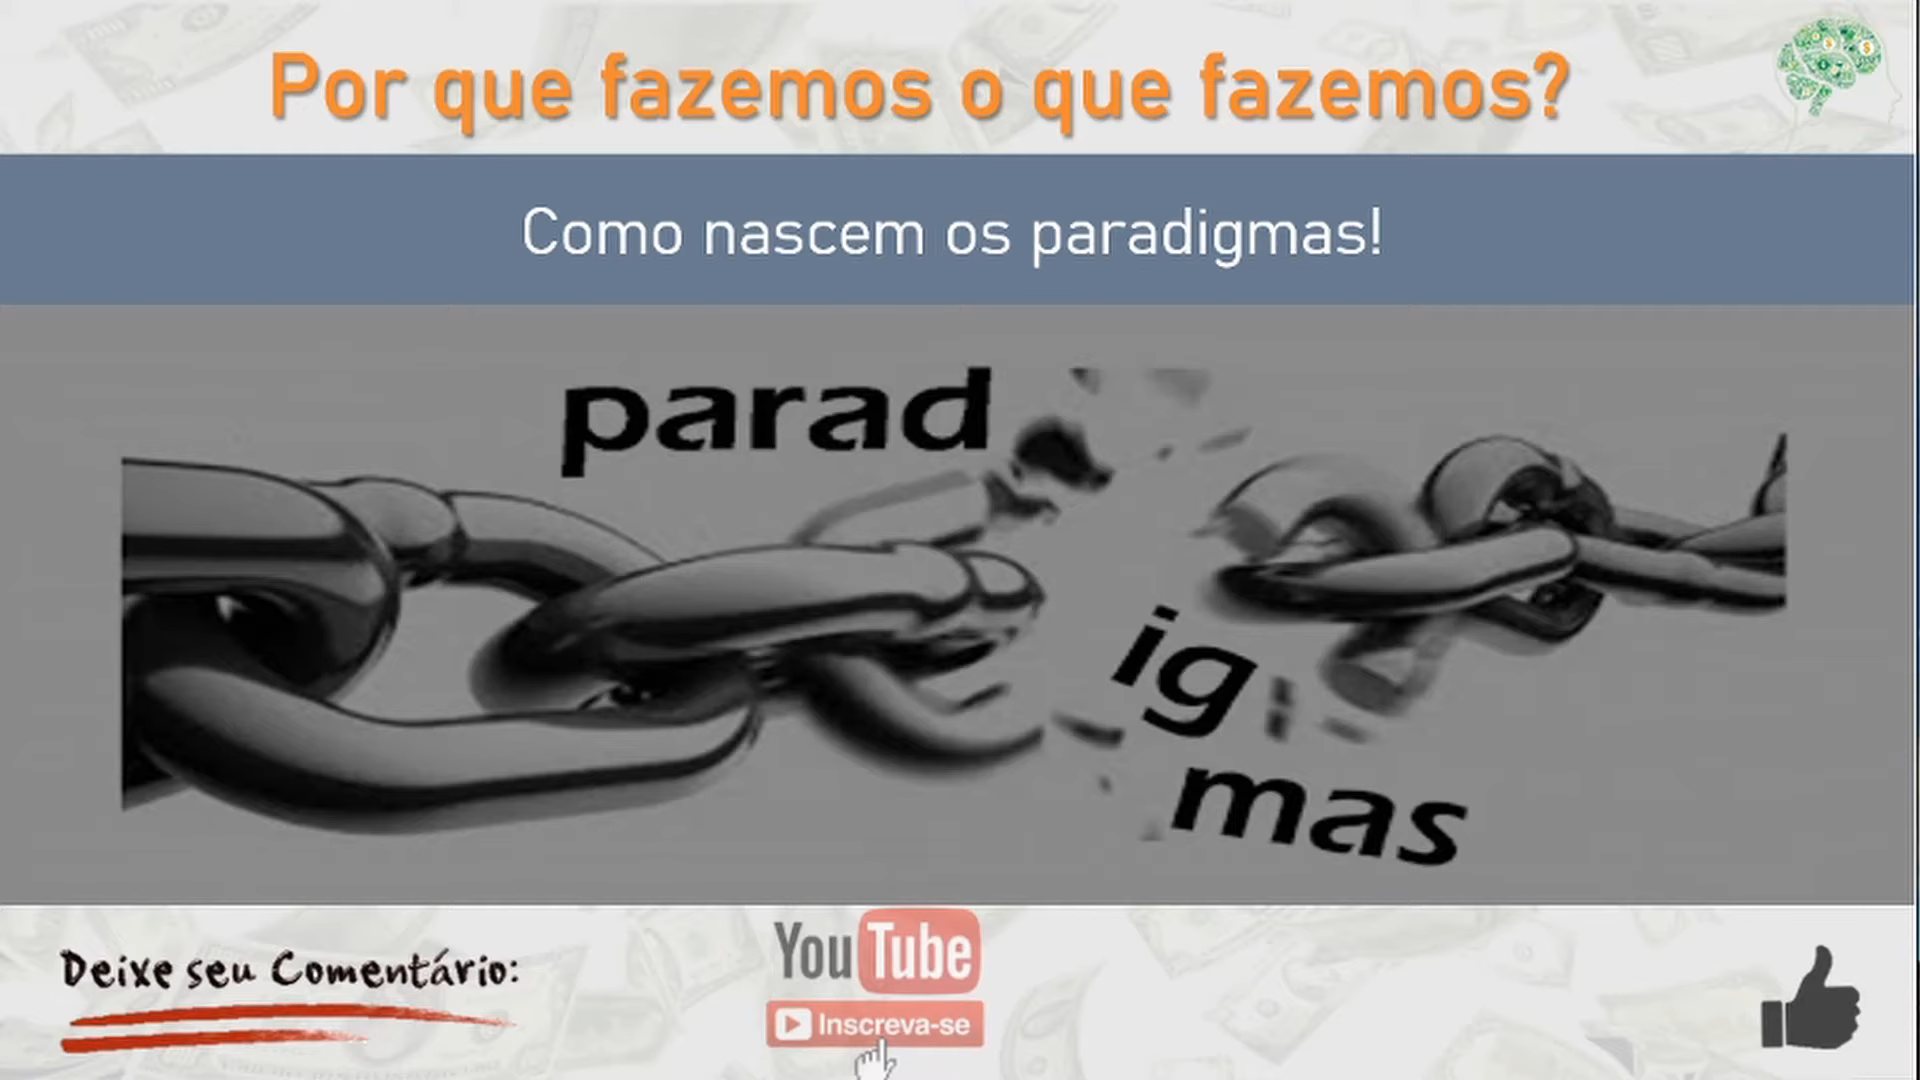 Por que fazemos o que fazemos?
Como nascem os paradigmas!
parad
ig
mas
Deixe seu Comentário:
YouTube
Inscreva-se